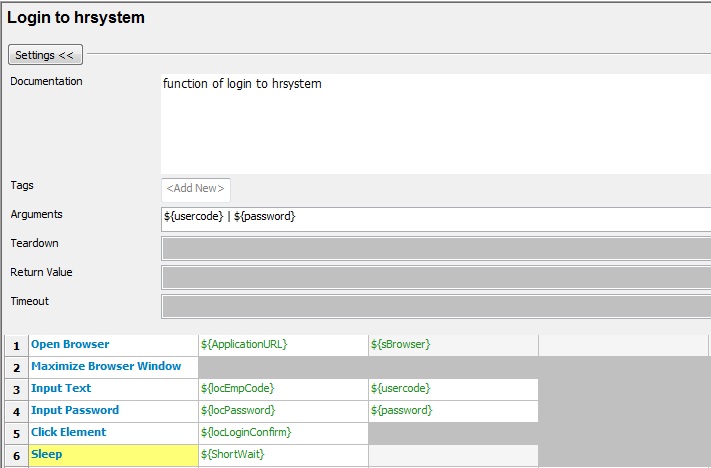 Login to hrsystem
Settings <<
Documentation function of login to hrsystem
Tags <Add New>
Arguments ${usercode} | ${password}
Teardown
Return Value
Timeout
1 Open Browser ${ApplicationURL} ${sBrowser}
2 Maximize Browser Window
3 Input Text ${locEmpCode} ${usercode}
4 Input Password ${locPassword} ${password}
5 Click Element ${locLoginConfirm}
6 Sleep ${ShortWait}